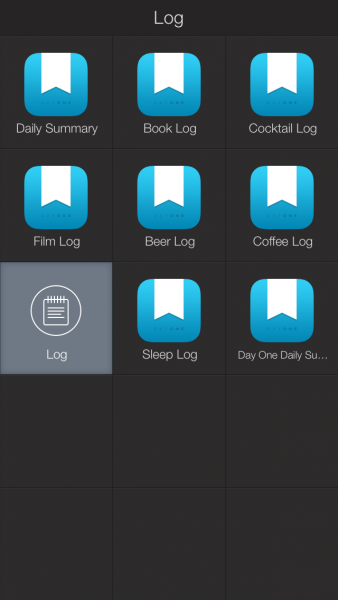 Log
Daily Summary
Book Log
Cocktail Log
Film Log
Beer Log
Coffee Log
Log
Sleep Log
Day One Daily Su...